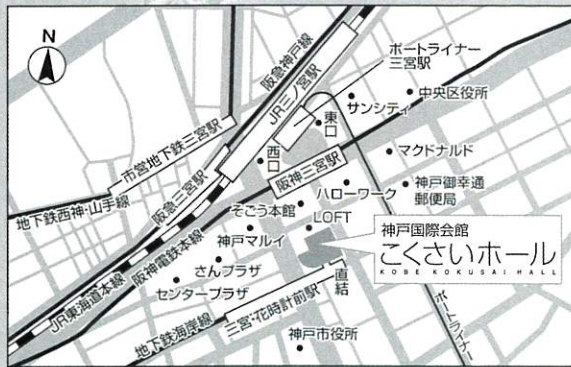 N
ポートライナー
三宮駅
阪急神戸線
JR三ノ宮駅
サンシティ
中央区役所
東口
市営地下鉄三宮駅
西口
マクドナルド
阪神三宮駅
阪急三宮駅
ハローワーク
神戸御幸通
郵便局
地下鉄西神・山手線
そごう本館
LOFT
神戸マルイ
神戸国際会館
こくさいホール
KOBE KOKUSAI HALL
阪神電鉄本線
さんプラザ
JR東海道本線
センタープラザ
直結
三宮・花時計前駅
地下鉄海岸線
ポートライナー
神戸市役所